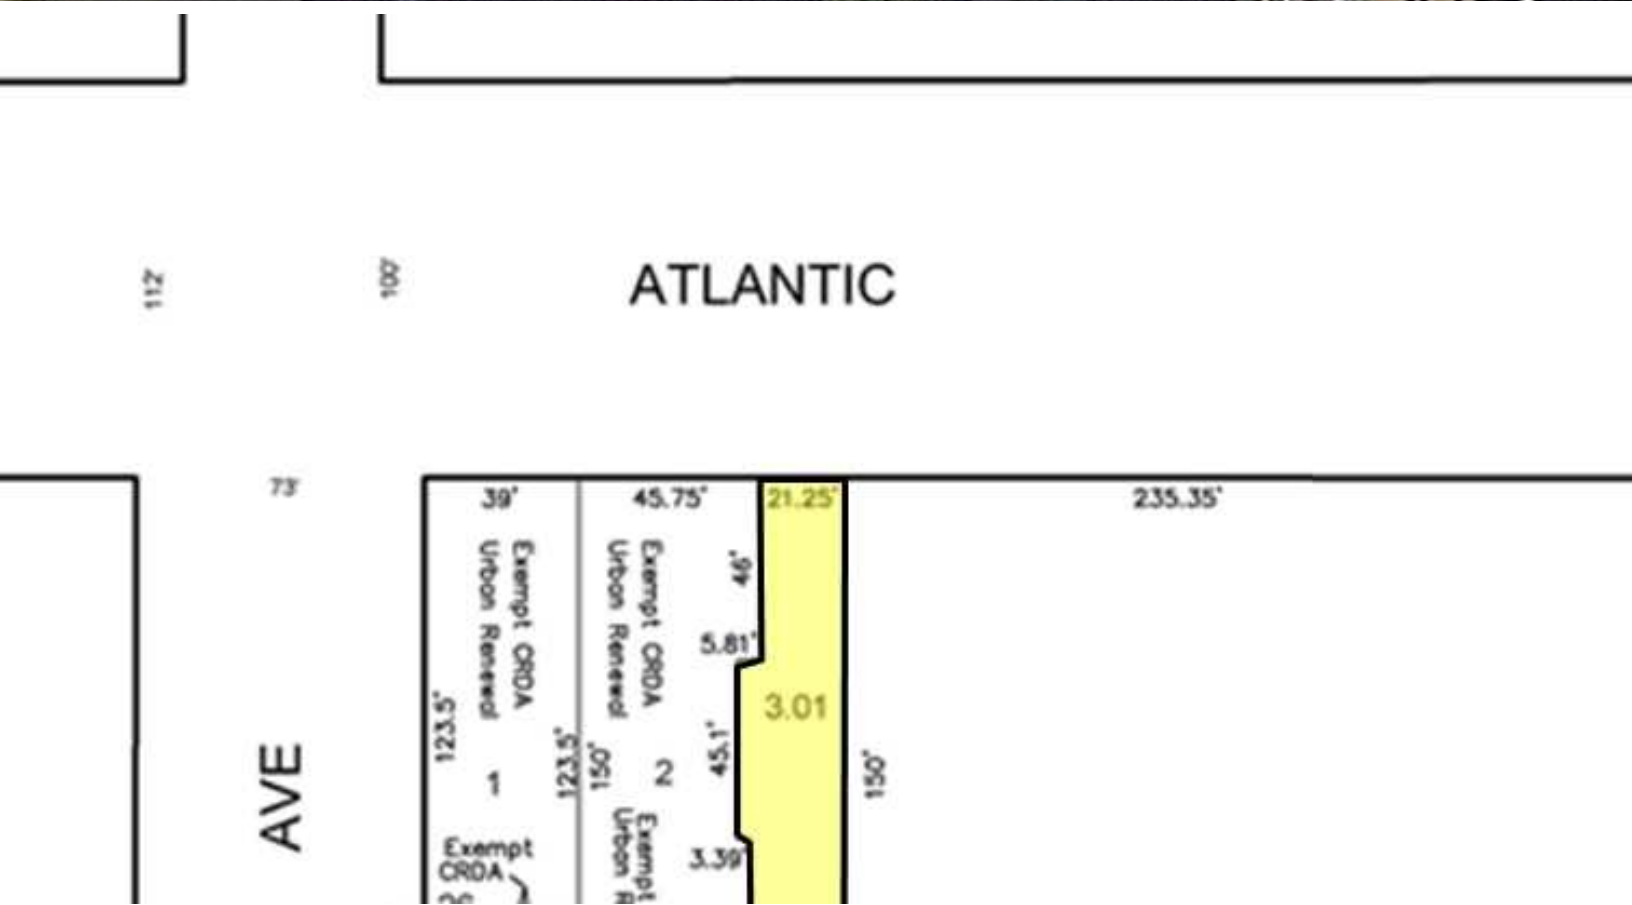 112'
100'
ATLANTIC
73'
39'
45.75'
21.25'
235.35'
Exempt CRDA
Urban Renewal
Exempt CRDA
Urban Renewal
46'
5.81'
3.01
123.5'
123.5'
150'
45.1'
150'
1
2
AVE
Exempt
CRDA
Exempt
Urban R
3.39'